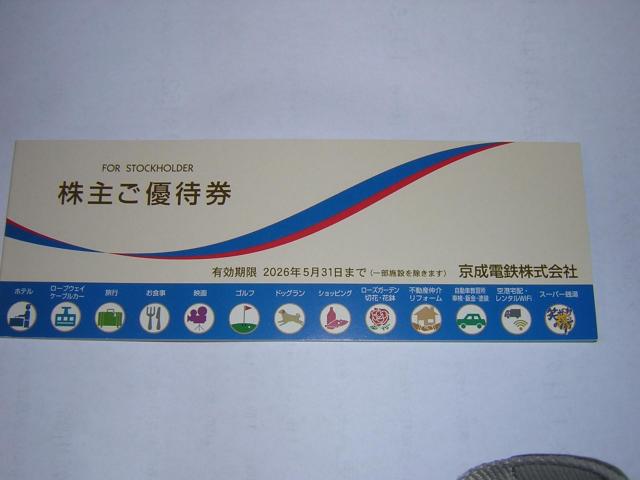 FOR STOCKHOLDER
株主ご優待券
有効期限 2026年5月31日まで(一部施設を除きます) 京成電鉄株式会社
ホテル
ロープウェイ
ケーブルカー
旅行
お食事
映画
ゴルフ
ドッグラン
ショッピング
ローズガーデン
切花・花鉢
不動産仲介
リフォーム
自動車教習所
車検・鈑金・塗装
空港宅配・
レンタルWiFi
スーパー銭湯